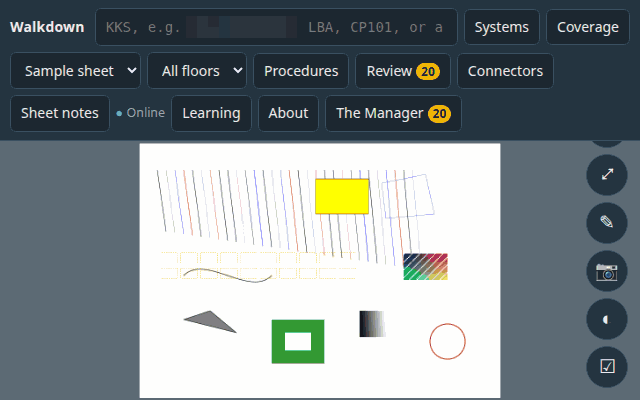 Walkdown KKS, e.g. LBA, CP101, or a Systems Coverage
Sample sheet All floors Procedures Review 20 Connectors
Sheet notes Online Learning About The Manager 20